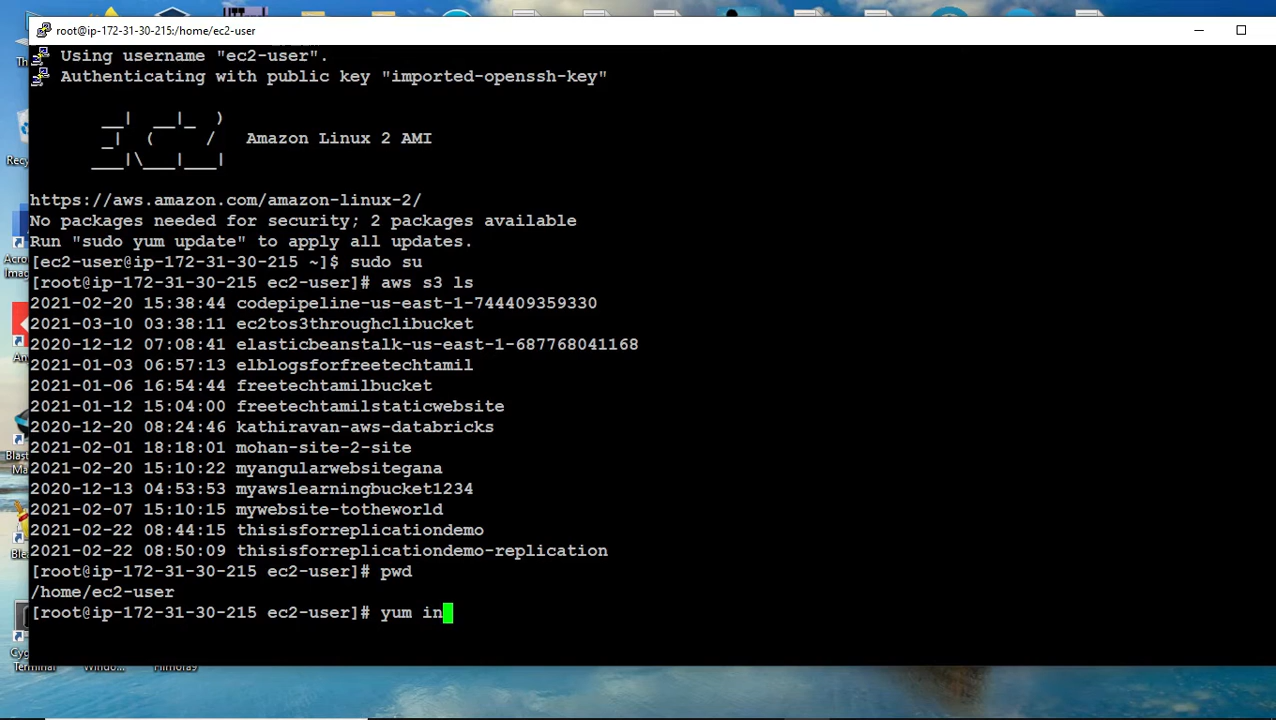 root@ip-172-31-30-215:/home/ec2-user
Using username "ec2-user".
Authenticating with public key "imported-openssh-key"
__|  __|_  )
_|  (     /   Amazon Linux 2 AMI
___|\___|___|
https://aws.amazon.com/amazon-linux-2/
No packages needed for security; 2 packages available
Run "sudo yum update" to apply all updates.
[ec2-user@ip-172-31-30-215 ~]$ sudo su
[root@ip-172-31-30-215 ec2-user]# aws s3 ls
2021-02-20 15:38:44 codepipeline-us-east-1-744409359330
2021-03-10 03:38:11 ec2tos3throughclibucket
2020-12-12 07:08:41 elasticbeanstalk-us-east-1-687768041168
2021-01-03 06:57:13 elblogsforfreetechtamil
2021-01-06 16:54:44 freetechtamilbucket
2021-01-12 15:04:00 freetechtamilstaticwebsite
2020-12-20 08:24:46 kathiravan-aws-databricks
2021-02-01 18:18:01 mohan-site-2-site
2021-02-20 15:10:22 myangularwebsitegana
2020-12-13 04:53:53 myawslearningbucket1234
2021-02-07 15:10:15 mywebsite-totheworld
2021-02-22 08:44:15 thisisforreplicationdemo
2021-02-22 08:50:09 thisisforreplicationdemo-replication
[root@ip-172-31-30-215 ec2-user]# pwd
/home/ec2-user
[root@ip-172-31-30-215 ec2-user]# yum in
Terminal